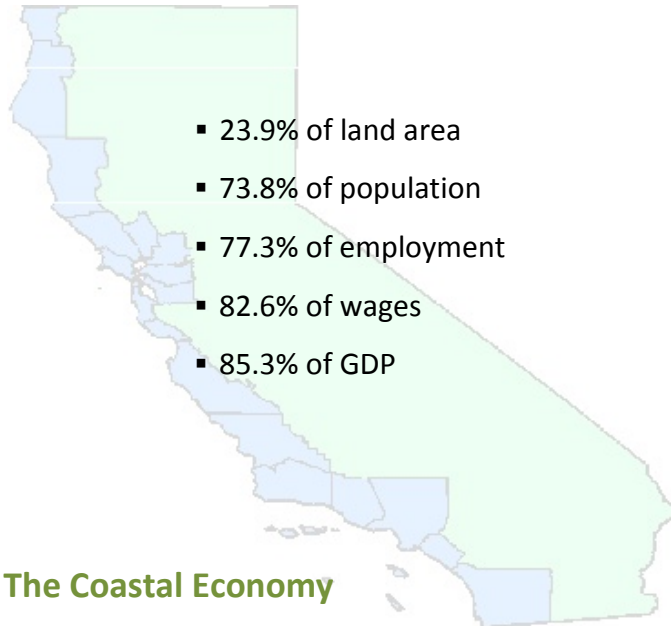 ▪ 23.9% of land area
▪ 73.8% of population
▪ 77.3% of employment
▪ 82.6% of wages
▪ 85.3% of GDP
The Coastal Economy